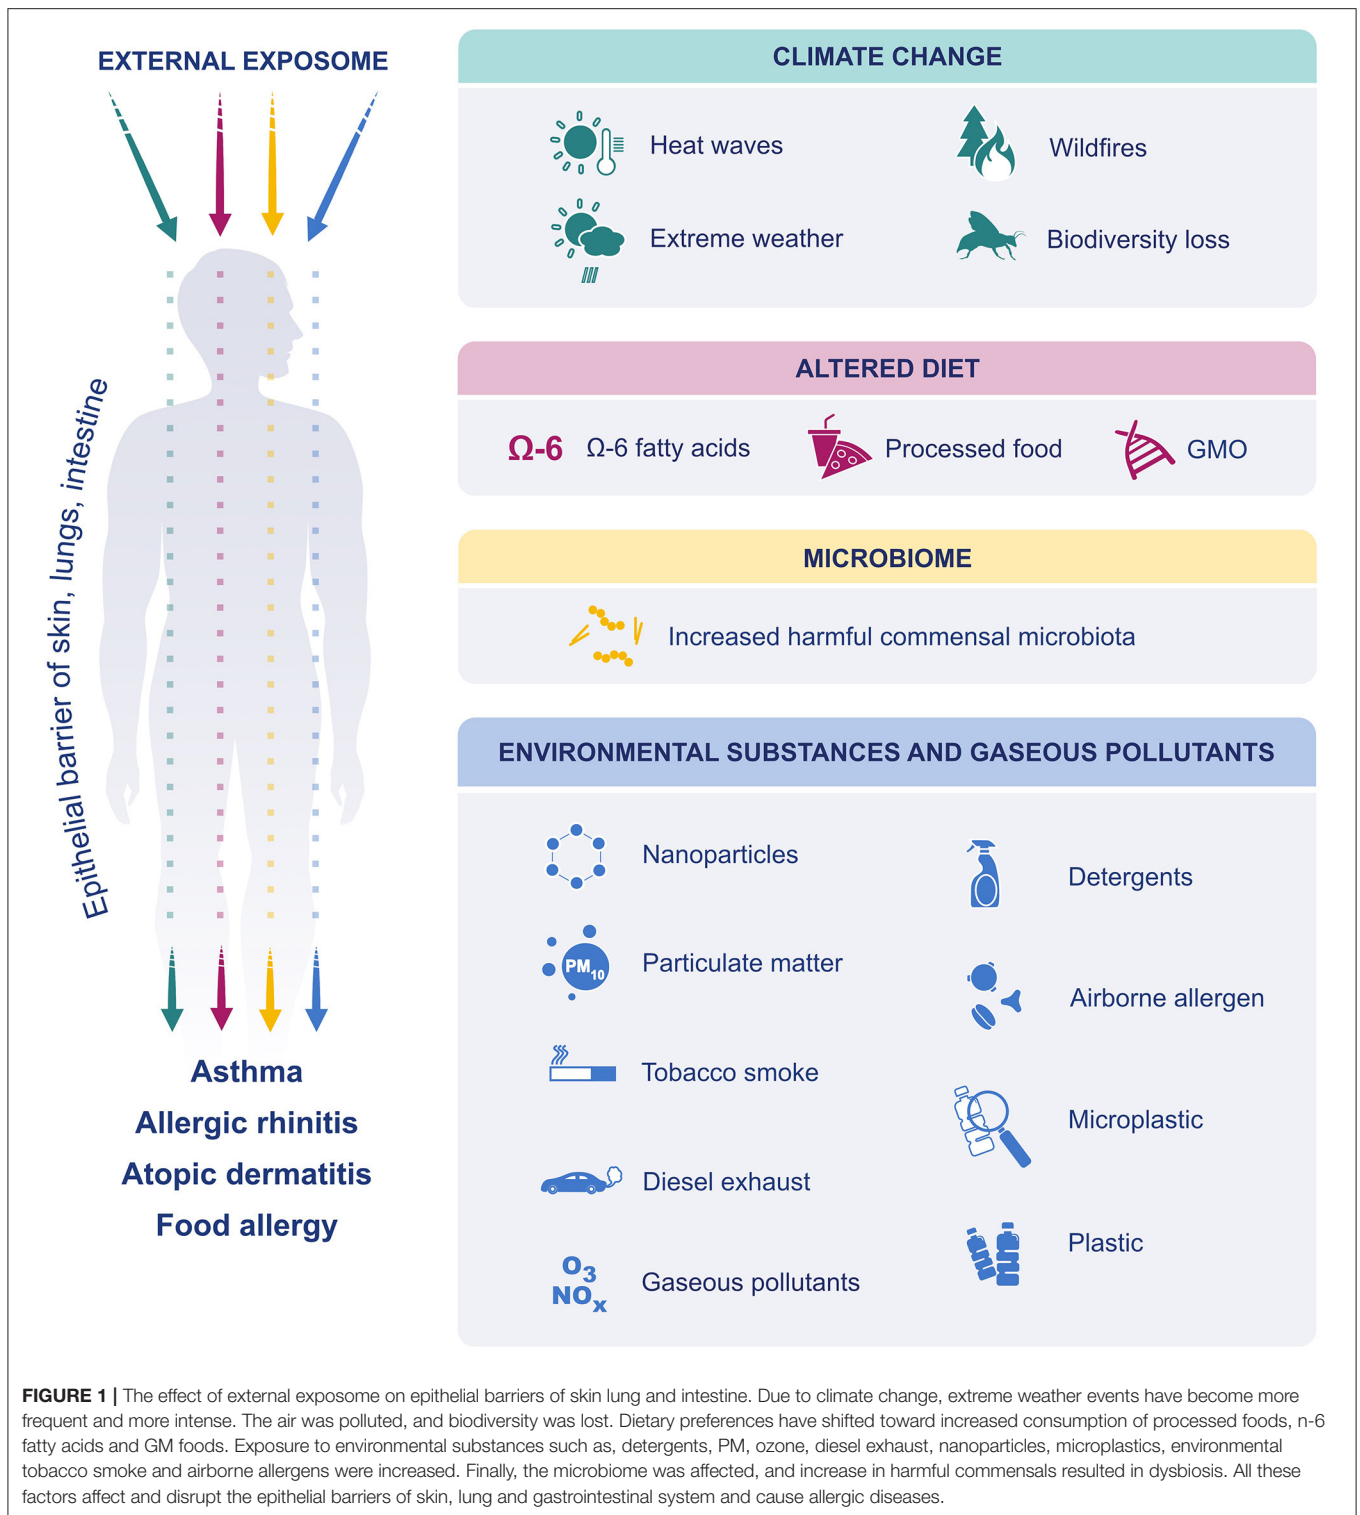 EXTERNAL EXPOSOME
Epithelial barrier of skin, lungs, intestine
Asthma
Allergic rhinitis
Atopic dermatitis
Food allergy
CLIMATE CHANGE
Heat waves
Wildfires
Extreme weather
Biodiversity loss
ALTERED DIET
Ω-6 Ω-6 fatty acids
Processed food
GMO
MICROBIOME
Increased harmful commensal microbiota
ENVIRONMENTAL SUBSTANCES AND GASEOUS POLLUTANTS
Nanoparticles
Detergents
PM10 Particulate matter
Airborne allergen
Tobacco smoke
Microplastic
Diesel exhaust
Plastic
O3
NOx
Gaseous pollutants
FIGURE 1 | The effect of external exposome on epithelial barriers of skin lung and intestine. Due to climate change, extreme weather events have become more
frequent and more intense. The air was polluted, and biodiversity was lost. Dietary preferences have shifted toward increased consumption of processed foods, n-6
fatty acids and GM foods. Exposure to environmental substances such as, detergents, PM, ozone, diesel exhaust, nanoparticles, microplastics, environmental
tobacco smoke and airborne allergens were increased. Finally, the microbiome was affected, and increase in harmful commensals resulted in dysbiosis. All these
factors affect and disrupt the epithelial barriers of skin, lung and gastrointestinal system and cause allergic diseases.